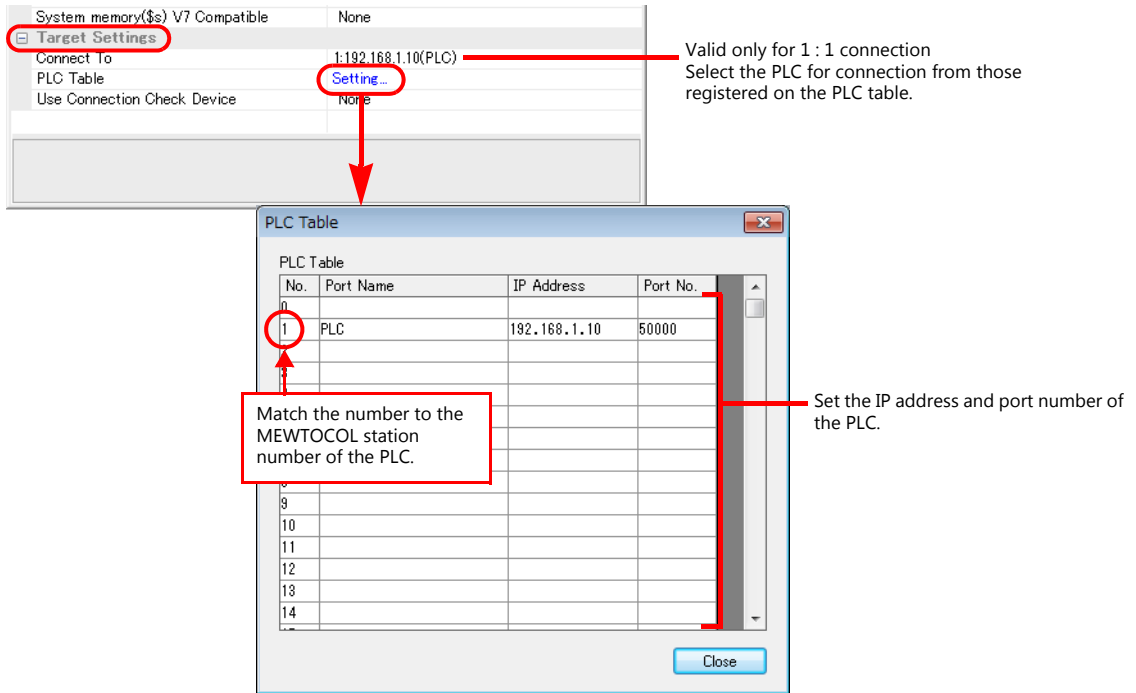 System memory($s) V7 Compatible None
Target Settings
Connect To 1:192.168.1.10(PLC)
PLC Table Setting...
Use Connection Check Device None
Valid only for 1 : 1 connection
Select the PLC for connection from those
registered on the PLC table.
PLC Table
PLC Table
No. Port Name IP Address Port No.
0
1 PLC 192.168.1.10 50000
3
Match the number to the
MEWTOCOL station
number of the PLC.
Set the IP address and port number of
the PLC.
9
10
11
12
13
14
Close